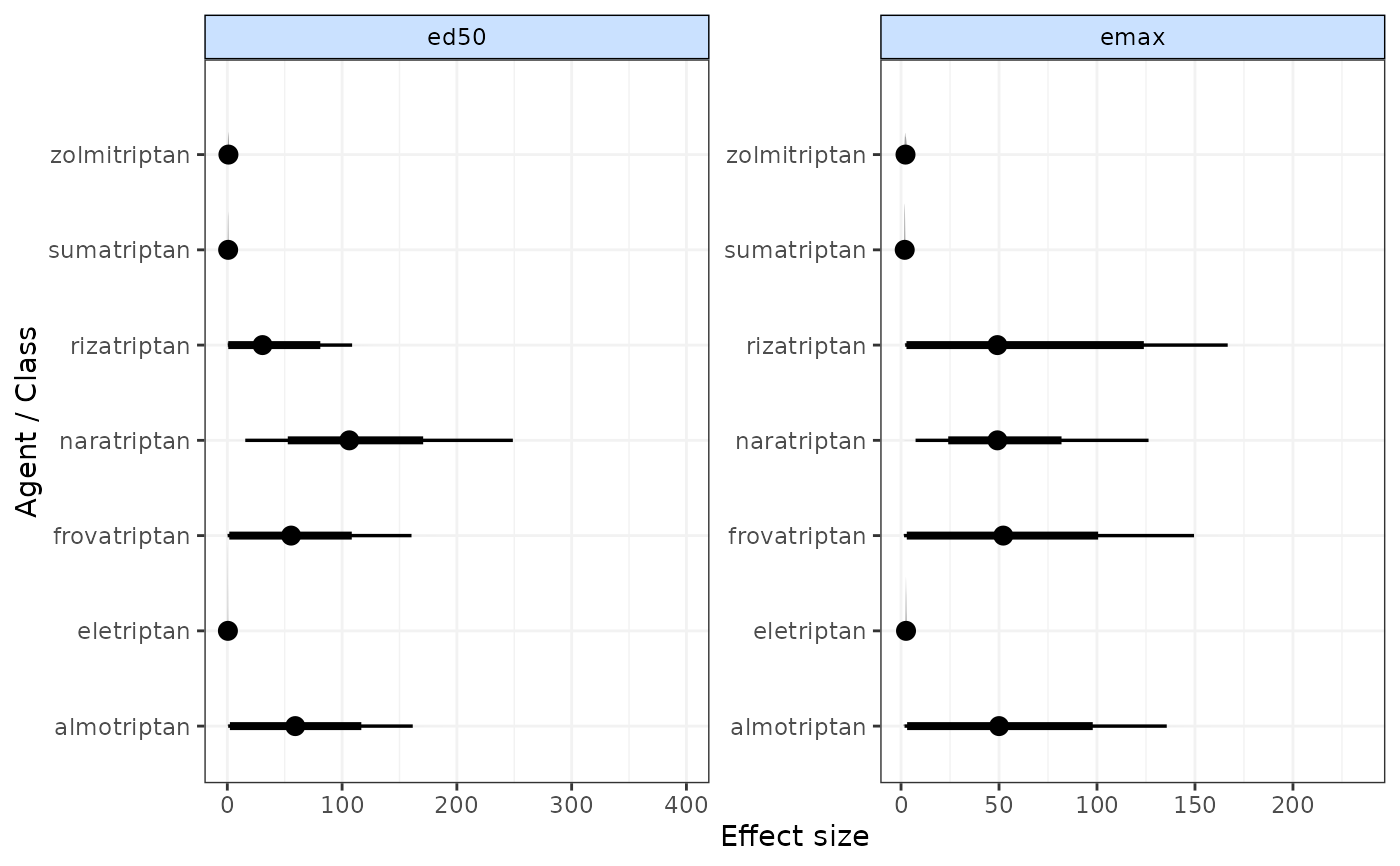 ed50
emax
Agent / Class
zolmitriptan
sumatriptan
rizatriptan
naratriptan
frovatriptan
eletriptan
almotriptan
0 100 200 300 400
zolmitriptan
sumatriptan
rizatriptan
naratriptan
frovatriptan
eletriptan
almotriptan
0 50 100 150 200
Effect size